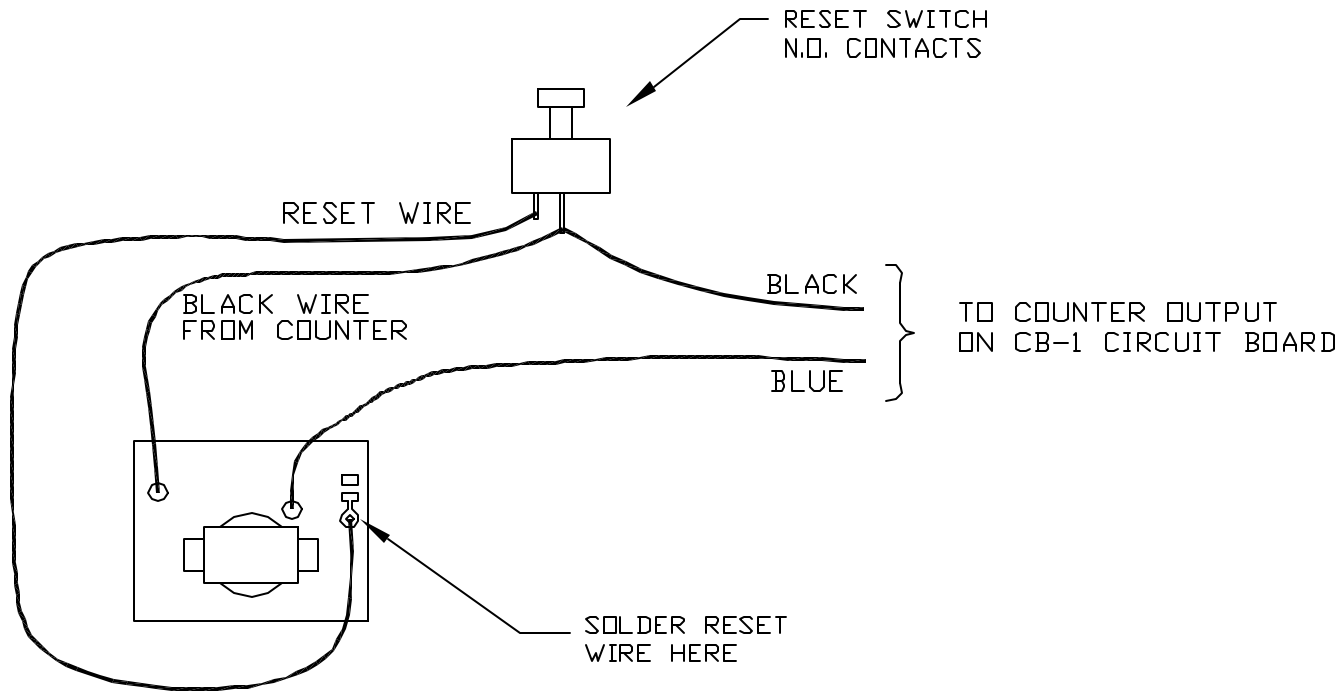 RESET SWITCH
N.O. CONTACTS
RESET WIRE
BLACK WIRE
FROM COUNTER
BLACK
BLUE
TO COUNTER OUTPUT
ON CB-1 CIRCUIT BOARD
SOLDER RESET
WIRE HERE